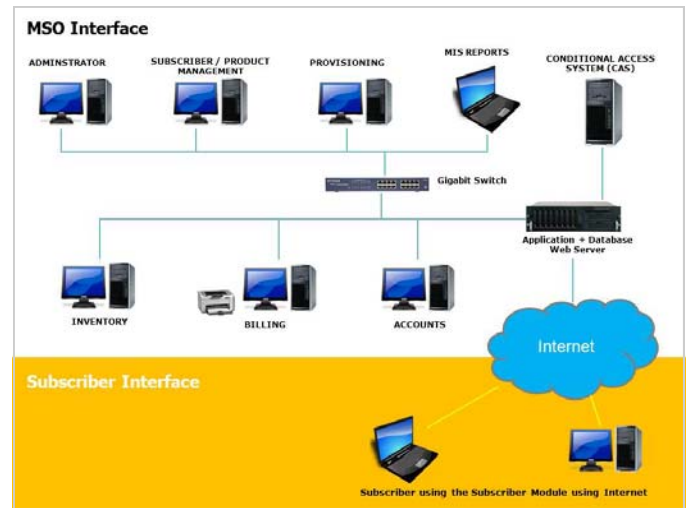 MSO Interface
ADMINSTRATOR
SUBSCRIBER / PRODUCT
MANAGEMENT
PROVISIONING
MIS REPORTS
CONDITIONAL ACCESS
SYSTEM (CAS)
Gigabit Switch
Application + Database
Web Server
INVENTORY
BILLING
ACCOUNTS
Internet
Subscriber Interface
Subscriber using the Subscriber Module using Internet